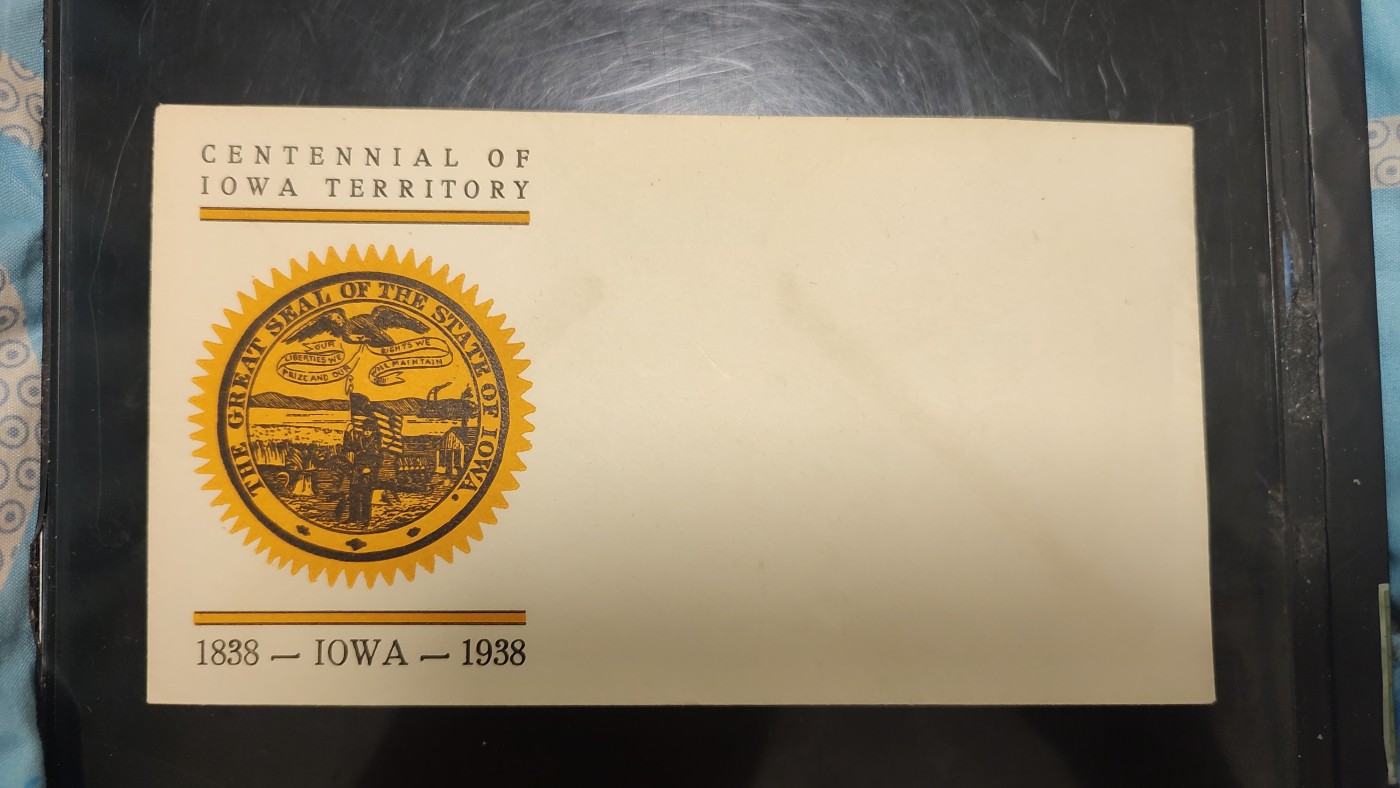 CENTENNIAL OF
IOWA TERRITORY
THE GREAT SEAL OF THE STATE OF IOWA.
OUR
LIBERTIES WE
PRIZE AND OUR
RIGHTS WE
WILL MAINTAIN
1838 — IOWA — 1938